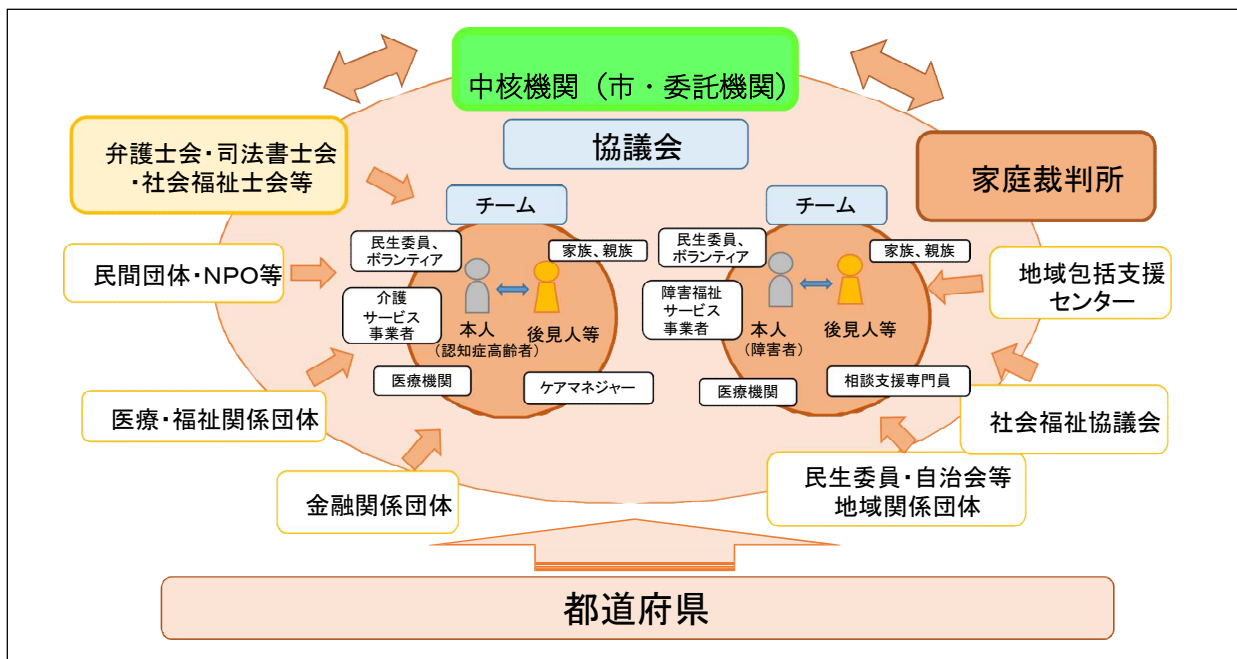 中核機関（市・委託機関）
協議会
弁護士会・司法書士会
・社会福祉士会等
家庭裁判所
民間団体・NPO等
医療・福祉関係団体
金融関係団体
チーム
民生委員、
ボランティア
家族、親族
介護
サービス
事業者
本人
（認知症高齢者）
後見人等
医療機関
ケアマネジャー
チーム
民生委員、
ボランティア
家族、親族
障害福祉
サービス
事業者
本人
（障害者）
後見人等
医療機関
相談支援専門員
地域包括支援
センター
社会福祉協議会
民生委員・自治会等
地域関係団体
都道府県